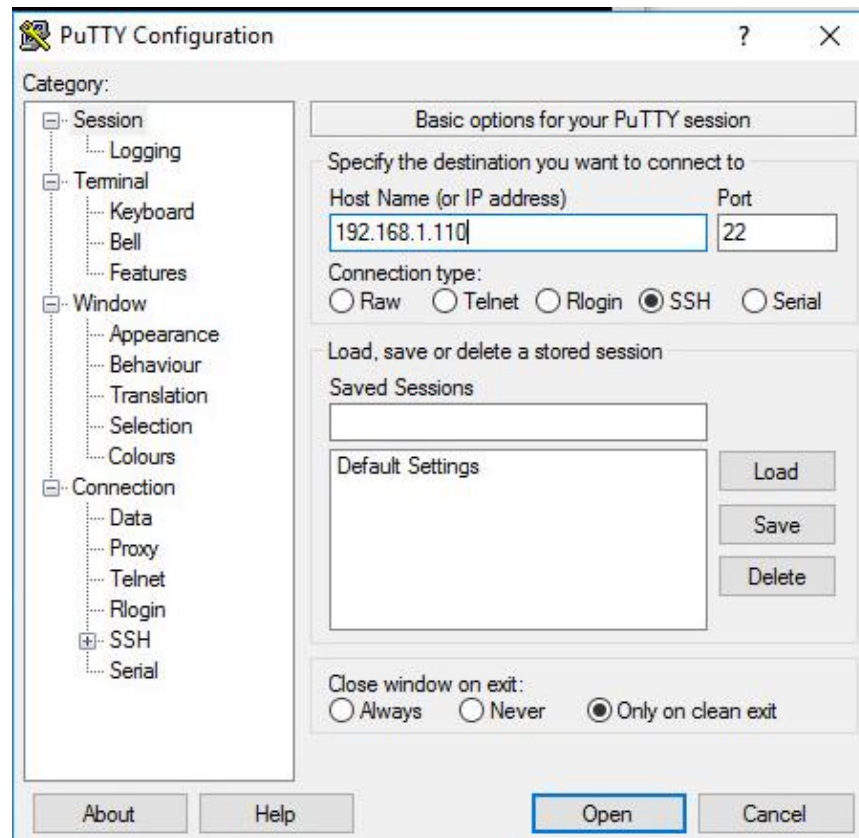 PuTTY Configuration
?
Category:
Session
Logging
Terminal
Keyboard
Bell
Features
Window
Appearance
Behaviour
Translation
Selection
Colours
Connection
Data
Proxy
Telnet
Rlogin
SSH
Serial
Basic options for your PuTTY session
Specify the destination you want to connect to
Host Name (or IP address) Port
192.168.1.110 22
Connection type:
Raw Telnet Rlogin SSH Serial
Load, save or delete a stored session
Saved Sessions
Default Settings
Load
Save
Delete
Close window on exit:
Always Never Only on clean exit
About Help Open Cancel